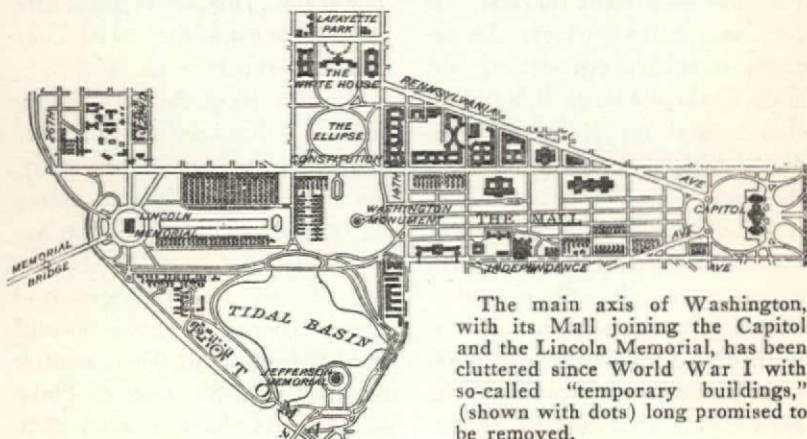 LAFAYETTE
PARK
THE
WHITE HOUSE
PENNSYLVANIA
AVE
26TH
THE
ELLIPSE
CONSTITUTION
14TH
LINCOLN
MEMORIAL
WASHINGTON
MONUMENT
THE MALL
CAPITOL
AVE
MEMORIAL
BRIDGE
INDEPENDENCE AVE
TIDAL BASIN
JEFFERSON
MEMORIAL
The main axis of Washington,
with its Mall joining the Capitol
and the Lincoln Memorial, has been
cluttered since World War I with
so-called “temporary buildings,”
(shown with dots) long promised to
be removed.